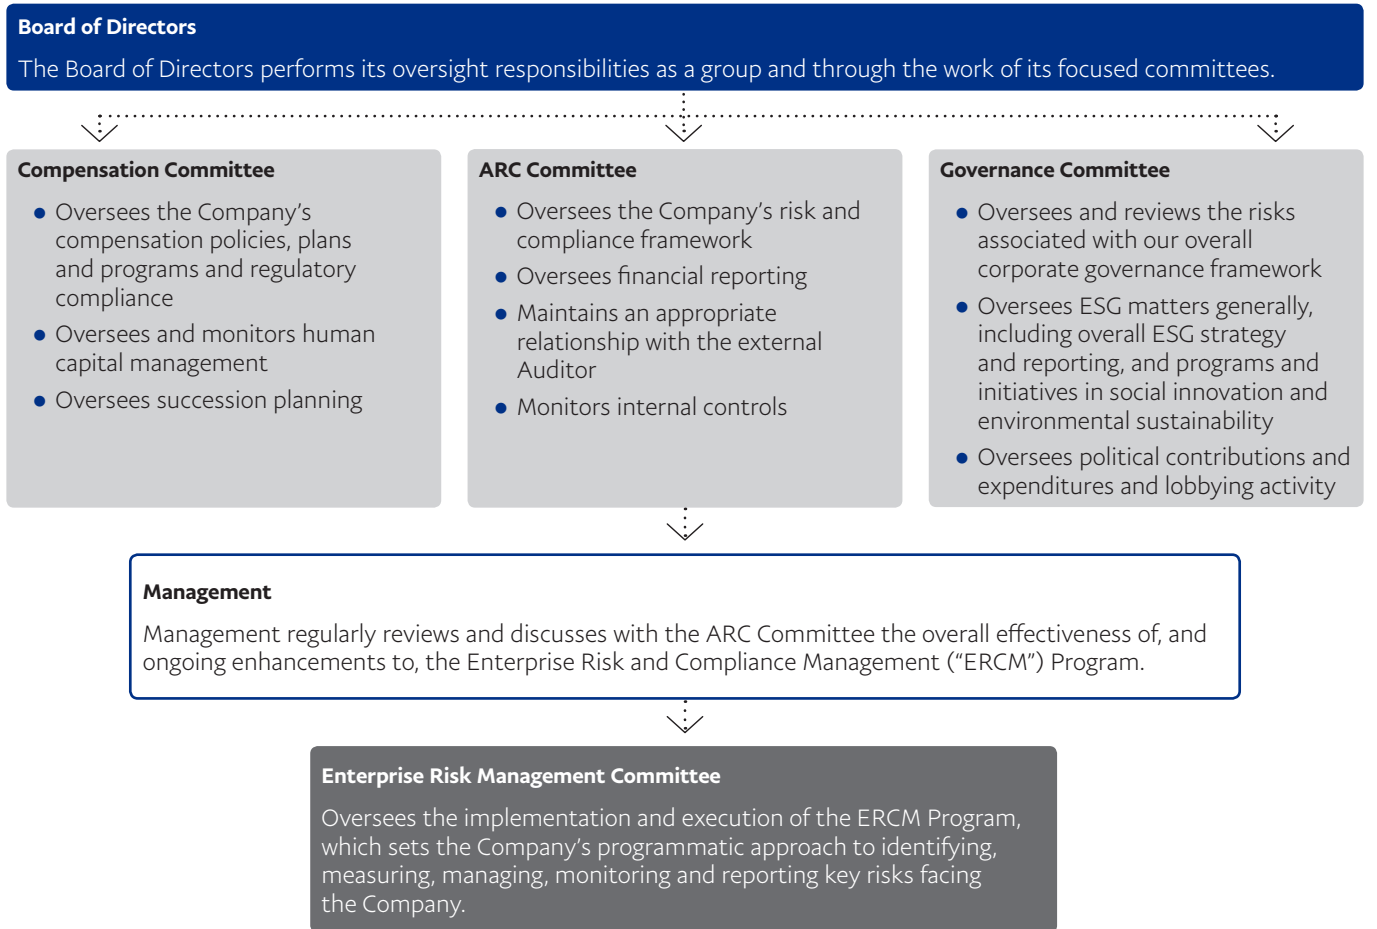 Board of Directors
The Board of Directors performs its oversight responsibilities as a group and through the work of its focused committees.
Compensation Committee
● Oversees the Company’s
compensation policies, plans
and programs and regulatory
compliance
● Oversees and monitors human
capital management
● Oversees succession planning
ARC Committee
● Oversees the Company’s risk and
compliance framework
● Oversees financial reporting
● Maintains an appropriate
relationship with the external
Auditor
● Monitors internal controls
Governance Committee
● Oversees and reviews the risks
associated with our overall
corporate governance framework
● Oversees ESG matters generally,
including overall ESG strategy
and reporting, and programs and
initiatives in social innovation and
environmental sustainability
● Oversees political contributions and
expenditures and lobbying activity
Management
Management regularly reviews and discusses with the ARC Committee the overall effectiveness of, and
ongoing enhancements to, the Enterprise Risk and Compliance Management (“ERCM”) Program.
Enterprise Risk Management Committee
Oversees the implementation and execution of the ERCM Program,
which sets the Company’s programmatic approach to identifying,
measuring, managing, monitoring and reporting key risks facing
the Company.